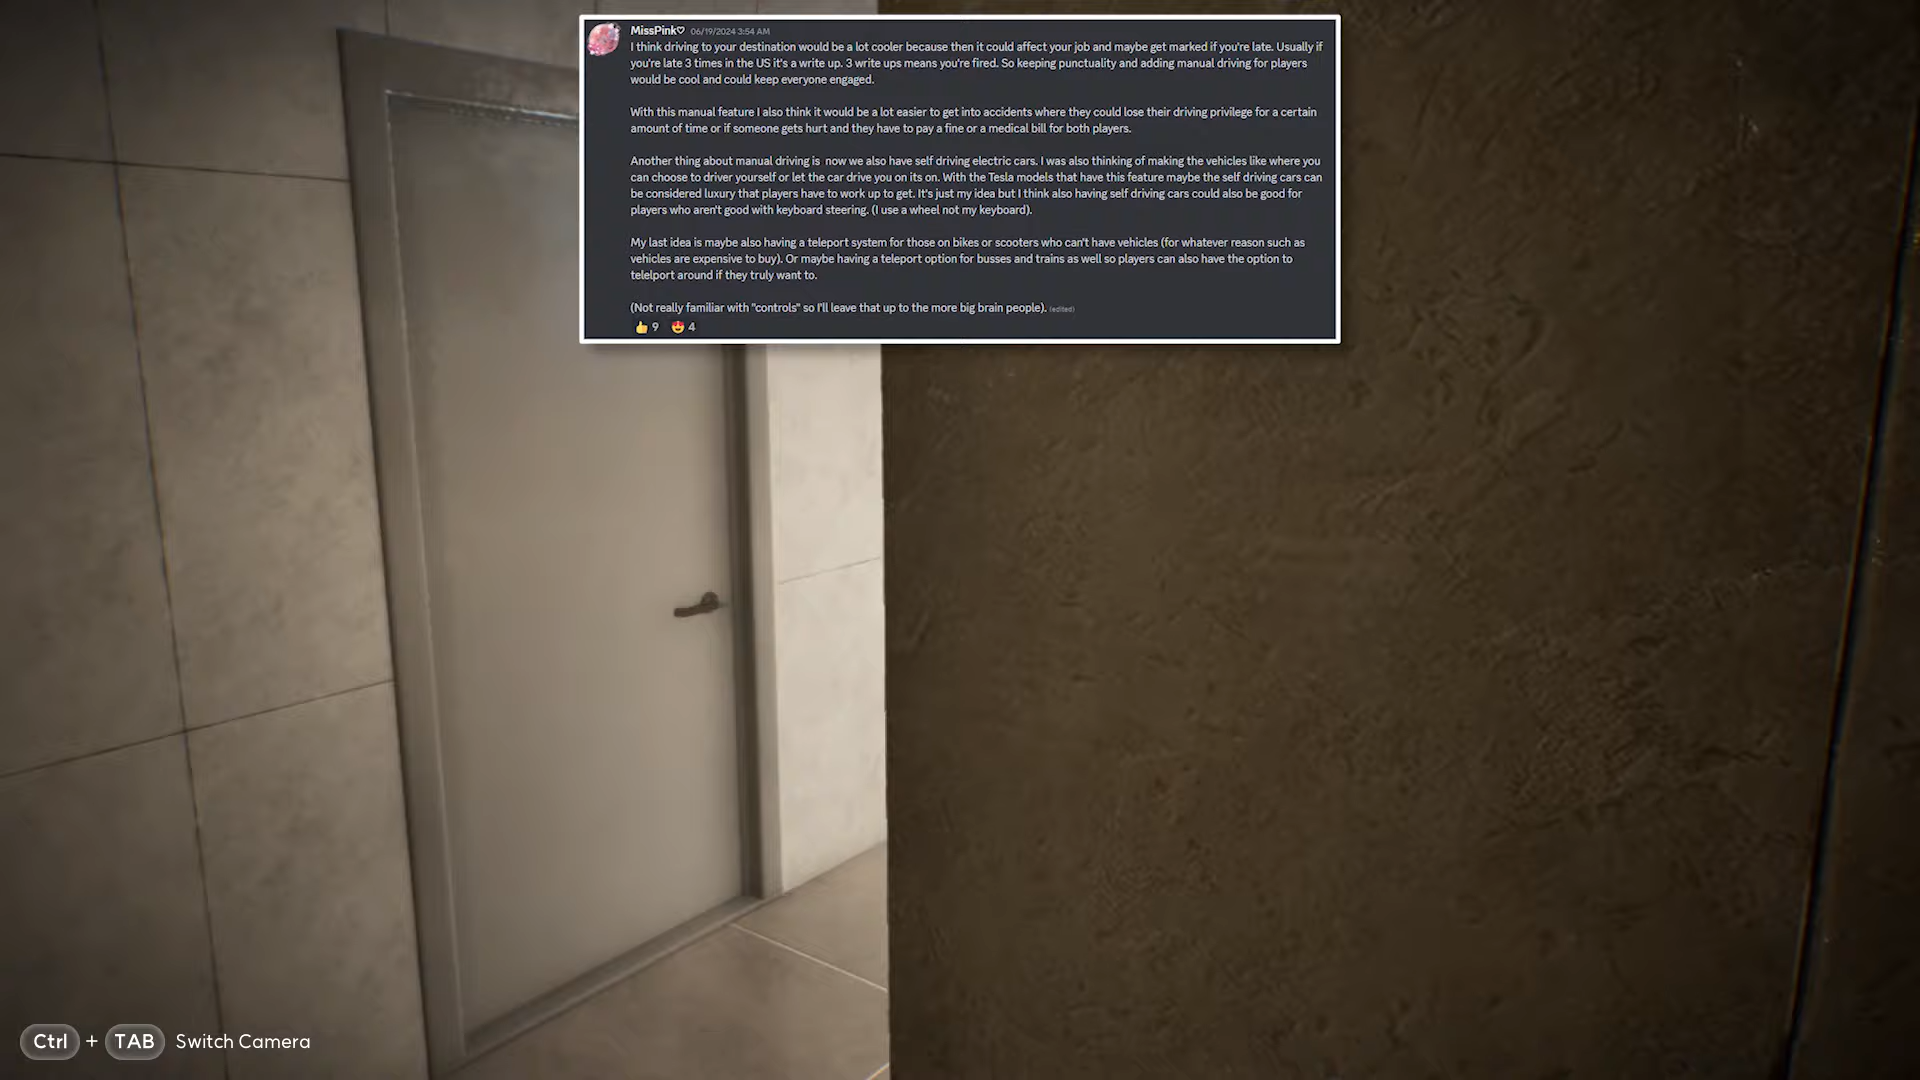 MissPink♡ 06/19/2024 3:54 AM
I think driving to your destination would be a lot cooler because then it could affect your job and maybe get marked if you're late. Usually if
you're late 3 times in the US it's a write up. 3 write ups means you're fired. So keeping punctuality and adding manual driving for players
would be cool and could keep everyone engaged.
With this manual feature I also think it would be a lot easier to get into accidents where they could lose their driving privilege for a certain
amount of time or if someone gets hurt and they have to pay a fine or a medical bill for both players.
Another thing about manual driving is now we also have self driving electric cars. I was also thinking of making the vehicles like where you
can choose to driver yourself or let the car drive you on its on. With the Tesla models that have this feature maybe the self driving cars can
be considered luxury that players have to work up to get. It's just my idea but I think also having self driving cars could also be good for
players who aren't good with keyboard steering. (I use a wheel not my keyboard).
My last idea is maybe also having a teleport system for those on bikes or scooters who can't have vehicles (for whatever reason such as
vehicles are expensive to buy). Or maybe having a teleport option for busses and trains as well so players can also have the option to
telelport around if they truly want to.
(Not really familiar with "controls" so I'll leave that up to the more big brain people). (edited)
👍 9 😍 4
Ctrl + TAB Switch Camera